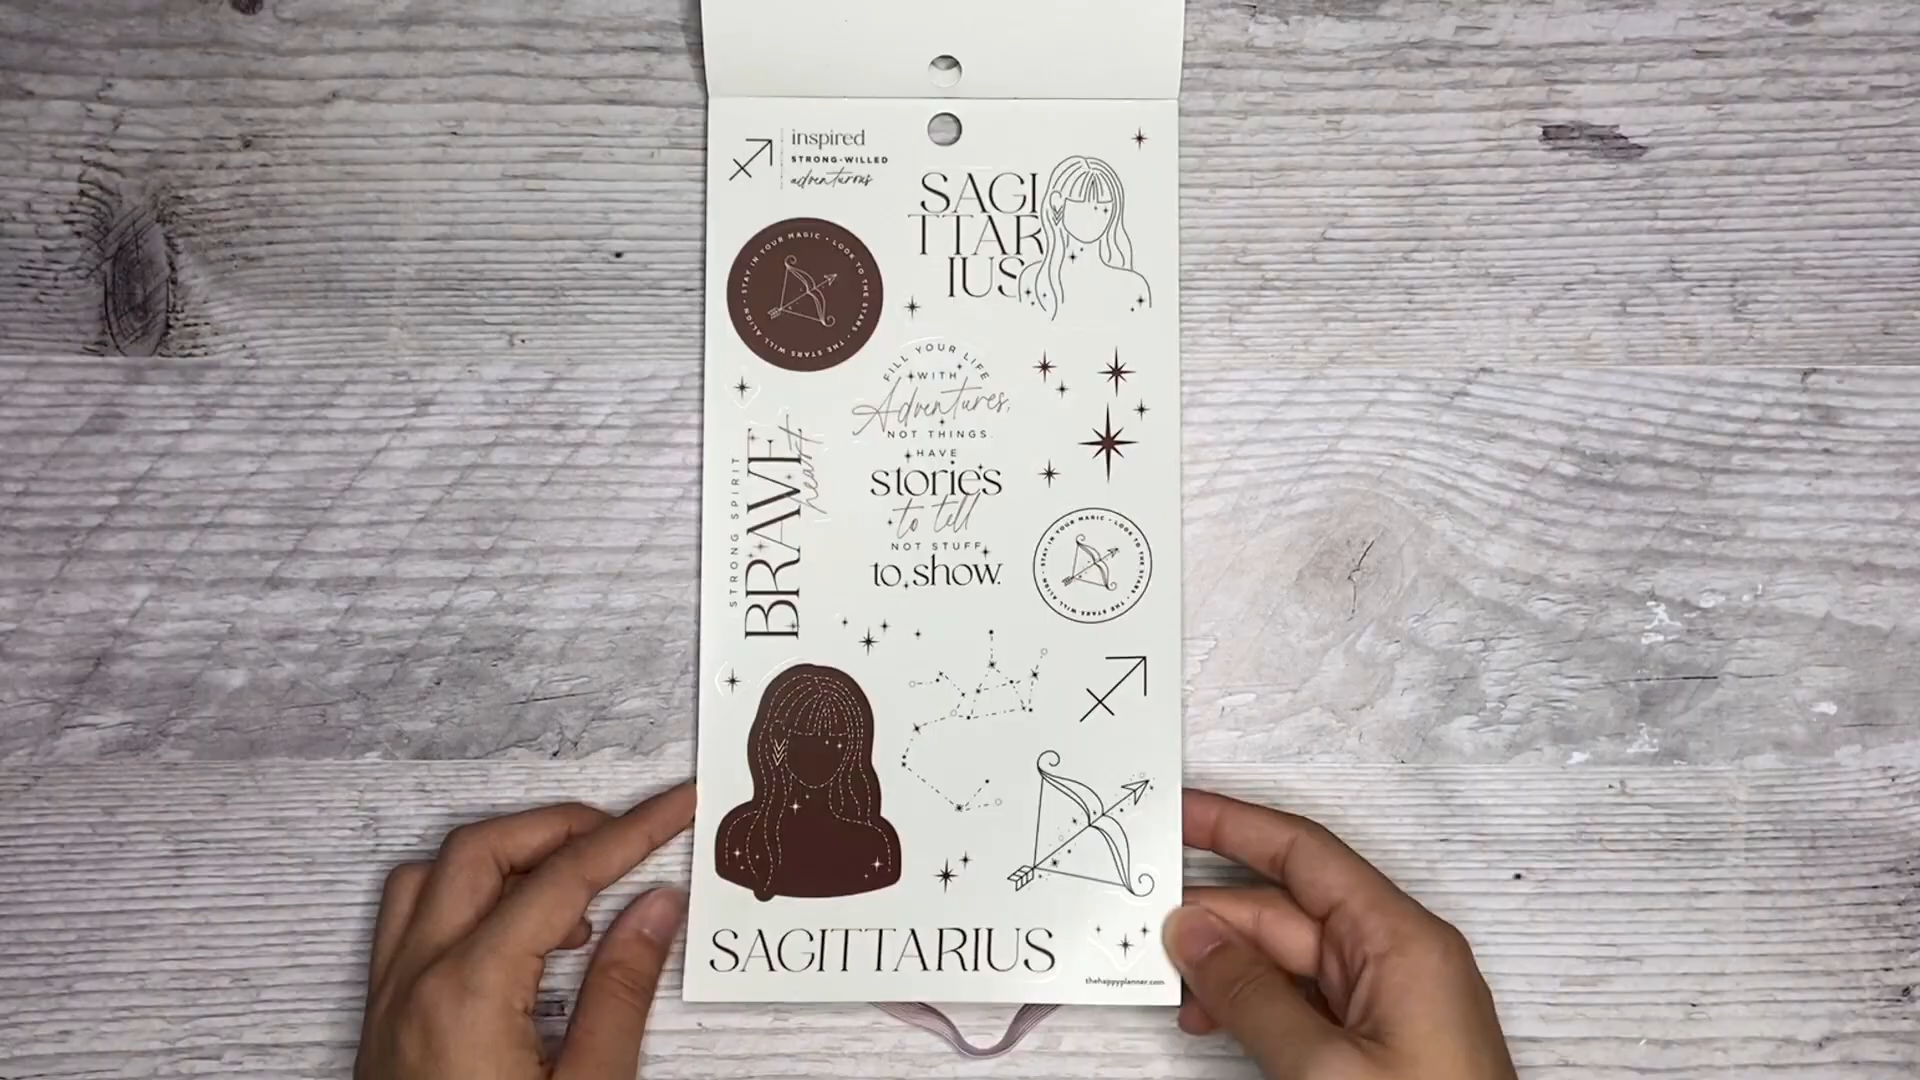 inspired
STRONG-WILLED
adventurous
SAGI
TTAR
IUS
STAY IN YOUR MAGIC • LOOK TO THE STARS • THE STARS WILL ALIGN •
FILL YOUR LIFE
WITH
Adventures,
NOT THINGS.
HAVE
stories
to tell
NOT STUFF
to show.
STRONG SPIRIT
BRAVE
heart
STAY IN YOUR MAGIC • LOOK TO THE STARS • THE STARS WILL ALIGN •
SAGITTARIUS
thehappyplanner.com